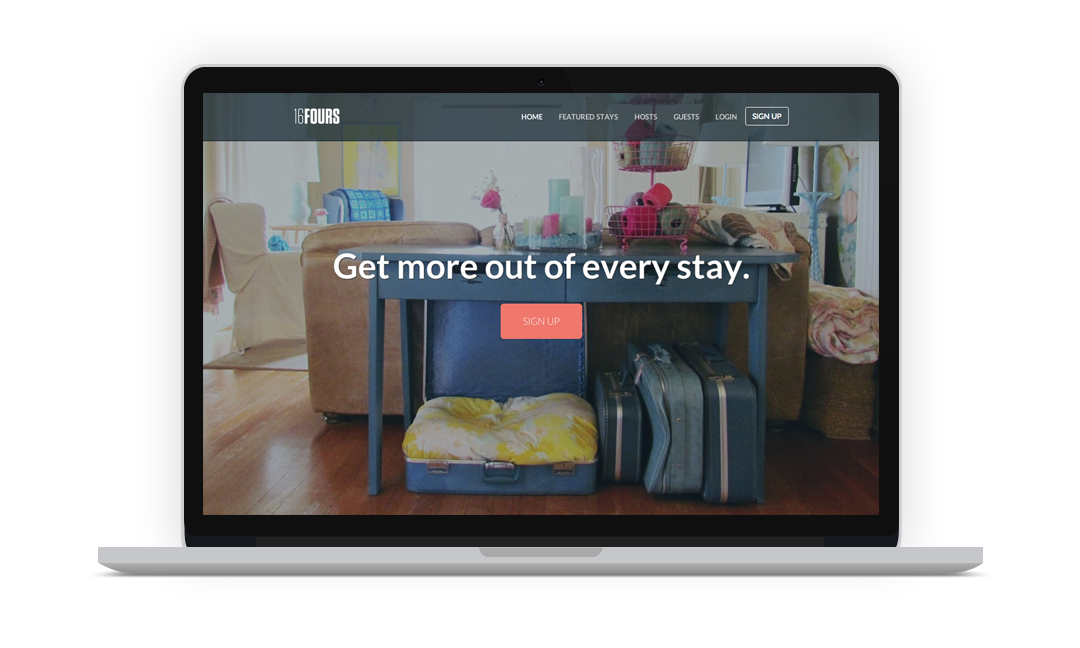 16FOURS
HOME FEATURED STAYS HOSTS GUESTS LOGIN SIGN UP
Get more out of every stay.
SIGN UP